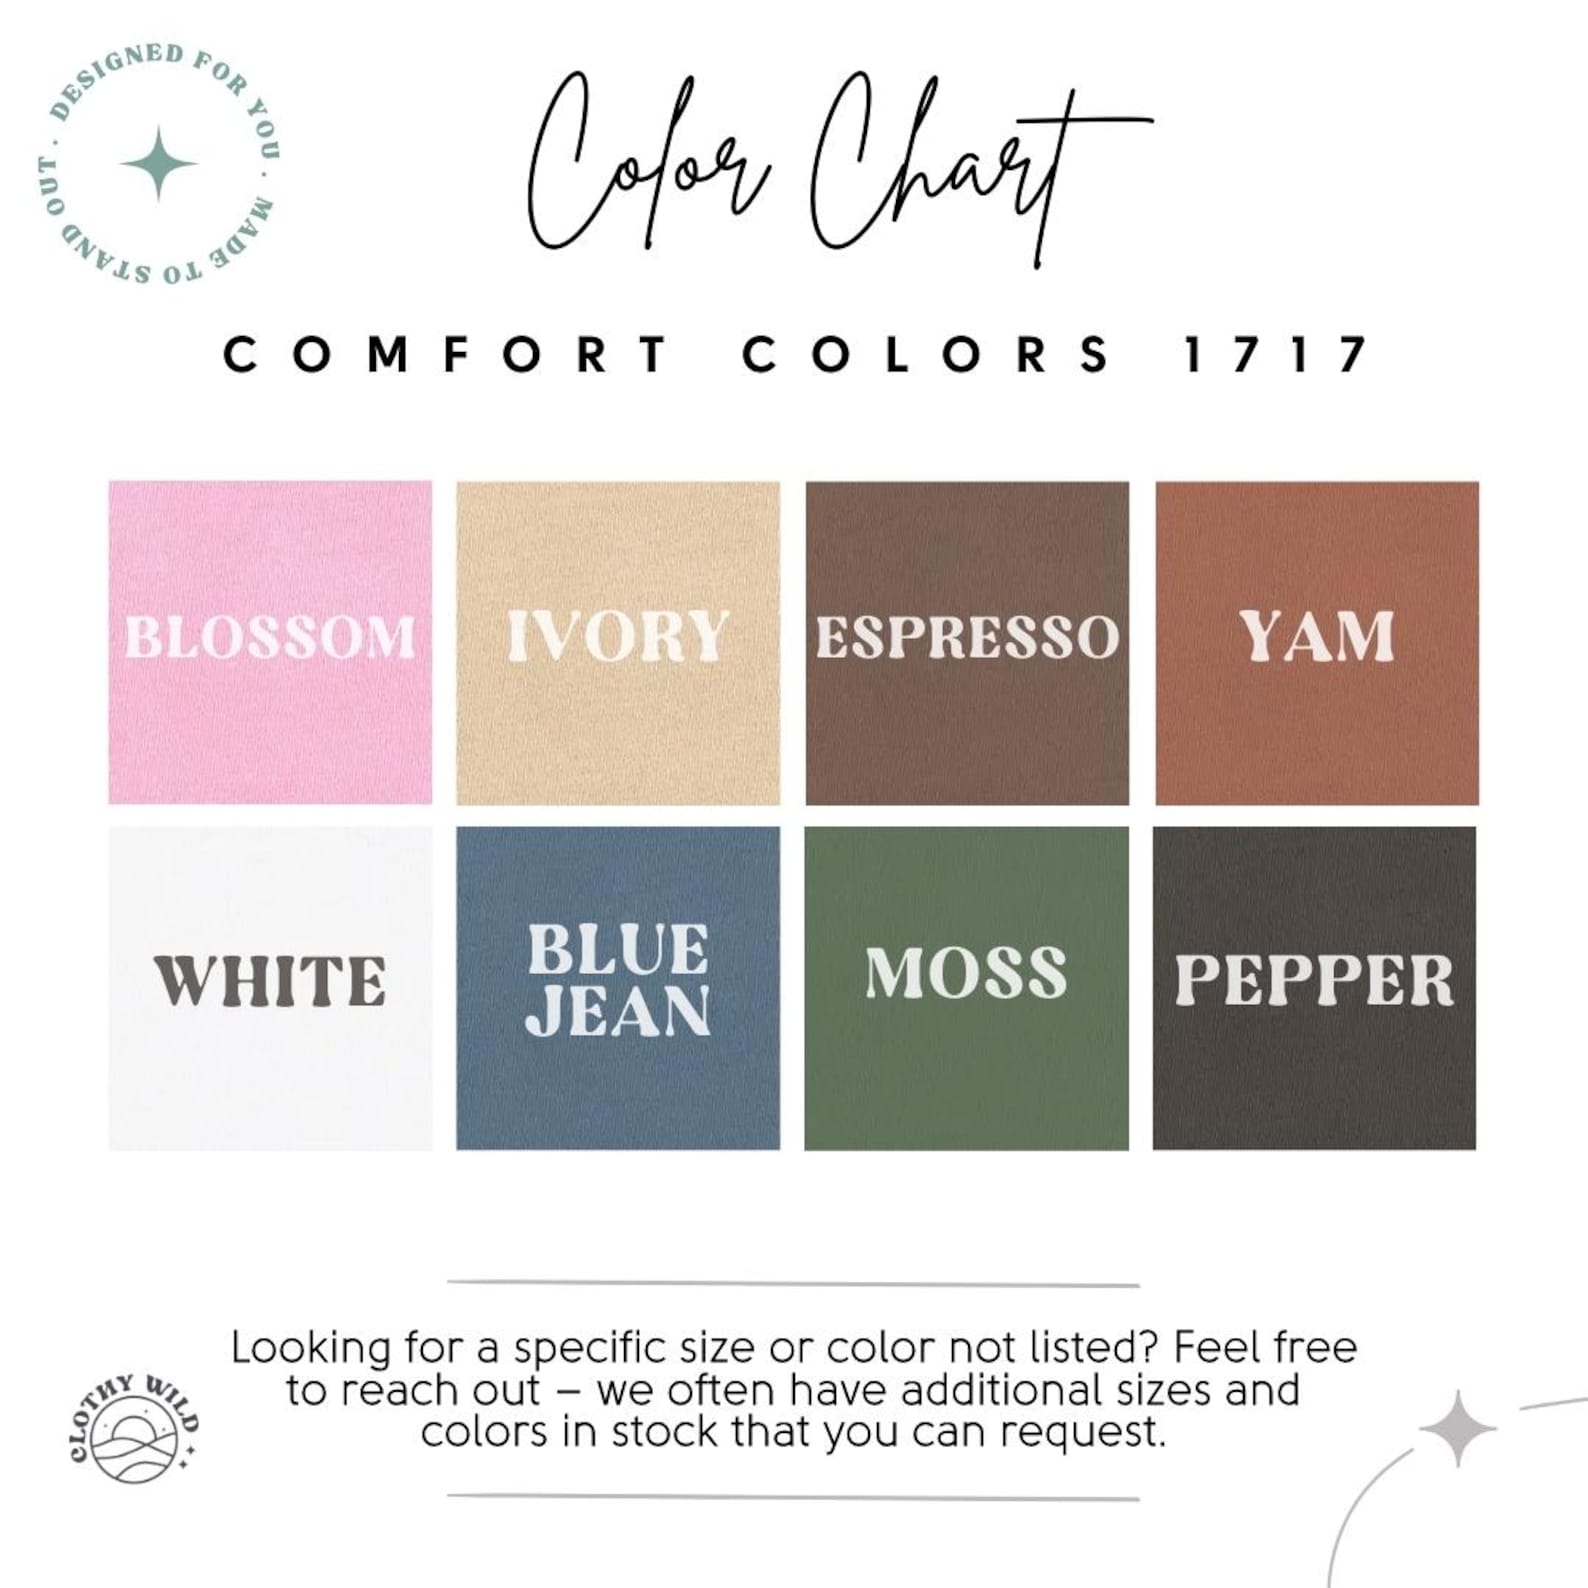 DESIGNED FOR YOU · MADE TO STAND OUT ·
Color Chart
COMFORT COLORS 1717
BLOSSOM
IVORY
ESPRESSO
YAM
WHITE
BLUE
JEAN
MOSS
PEPPER
Looking for a specific size or color not listed? Feel free
to reach out – we often have additional sizes and
colors in stock that you can request.
CLOTHY WILD